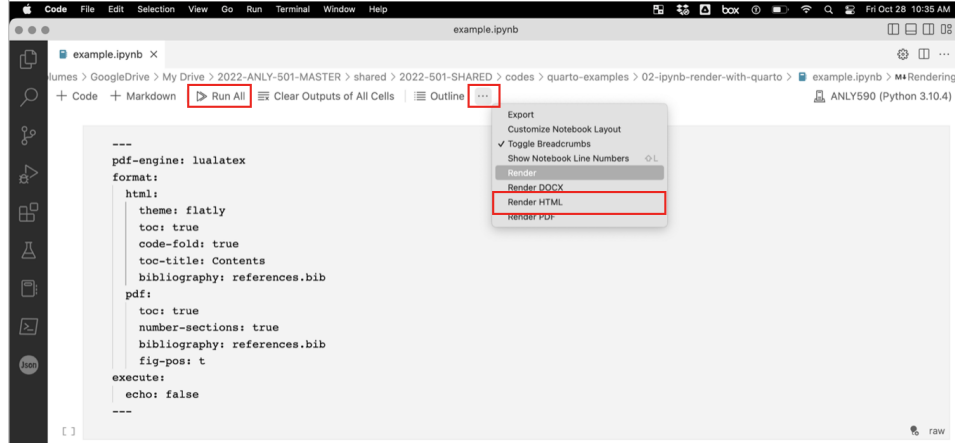 Code File Edit Selection View Go Run Terminal Window Help box Fri Oct 28 10:35 AM
example.ipynb
example.ipynb ×
olumes > GoogleDrive > My Drive > 2022-ANLY-501-MASTER > shared > 2022-501-SHARED > codes > quarto-examples > 02-ipynb-render-with-quarto > example.ipynb > M↓Rendering
+ Code + Markdown Run All Clear Outputs of All Cells Outline ... ANLY590 (Python 3.10.4)
Export
Customize Notebook Layout
✓ Toggle Breadcrumbs
Show Notebook Line Numbers ⇧L
Render
Render DOCX
Render HTML
Render PDF
---
pdf-engine: lualatex
format:
html:
theme: flatly
toc: true
code-fold: true
toc-title: Contents
bibliography: references.bib
pdf:
toc: true
number-sections: true
bibliography: references.bib
fig-pos: t
execute:
echo: false
---
[ ] raw
Json